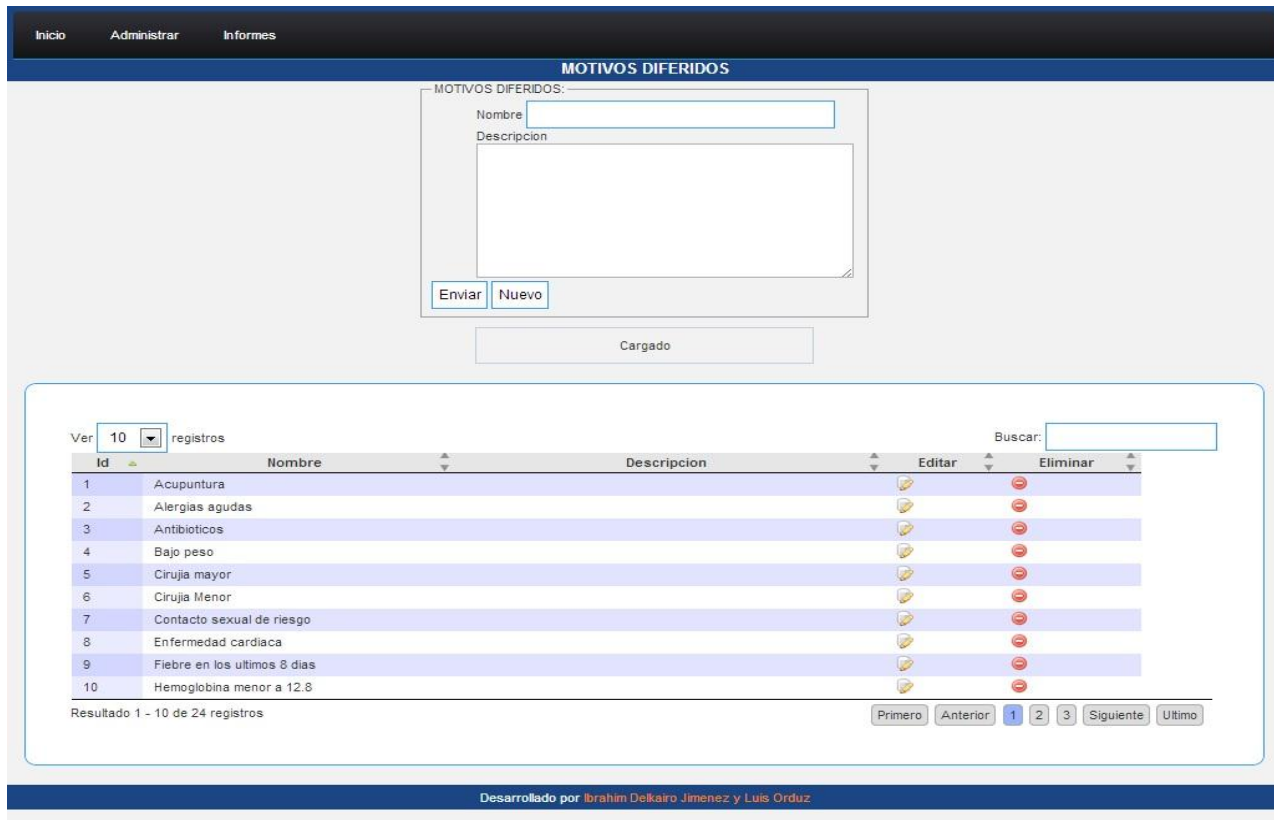 Inicio Administrar Informes
MOTIVOS DIFERIDOS
MOTIVOS DIFERIDOS:
Nombre
Descripcion
Enviar Nuevo
Cargado
Ver 10 registros Buscar:
Id Nombre Descripcion Editar Eliminar
1 Acupuntura
2 Alergias agudas
3 Antibioticos
4 Bajo peso
5 Cirujia mayor
6 Cirujia Menor
7 Contacto sexual de riesgo
8 Enfermedad cardiaca
9 Fiebre en los ultimos 8 dias
10 Hemoglobina menor a 12.8
Resultado 1 - 10 de 24 registros Primero Anterior 1 2 3 Siguiente Ultimo
Desarrollado por Ibrahim Delkairo Jimenez y Luis Orduz